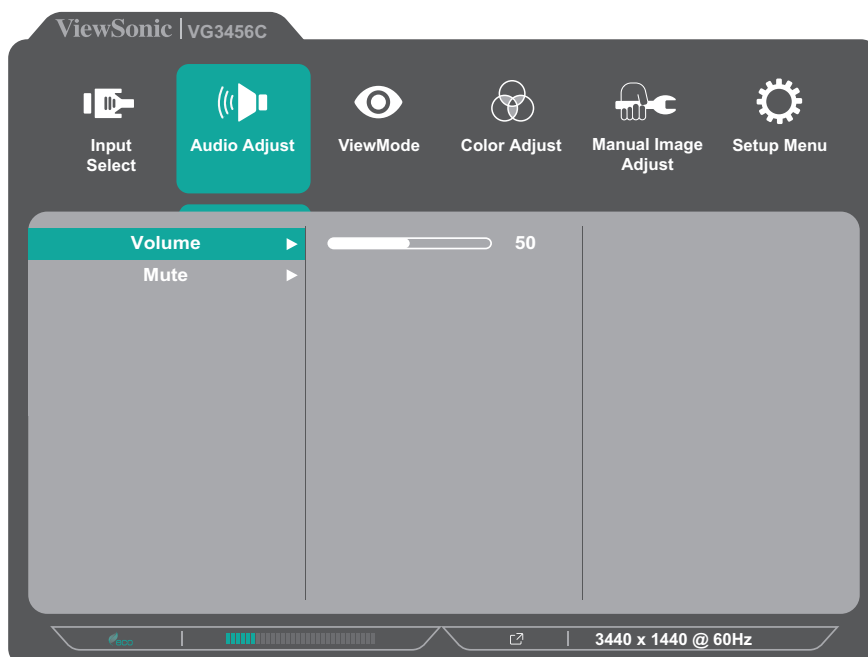 ViewSonic | VG3456C
Input
Select
Audio Adjust
ViewMode
Color Adjust
Manual Image
Adjust
Setup Menu
Volume
50
Mute
eco
3440 x 1440 @ 60Hz